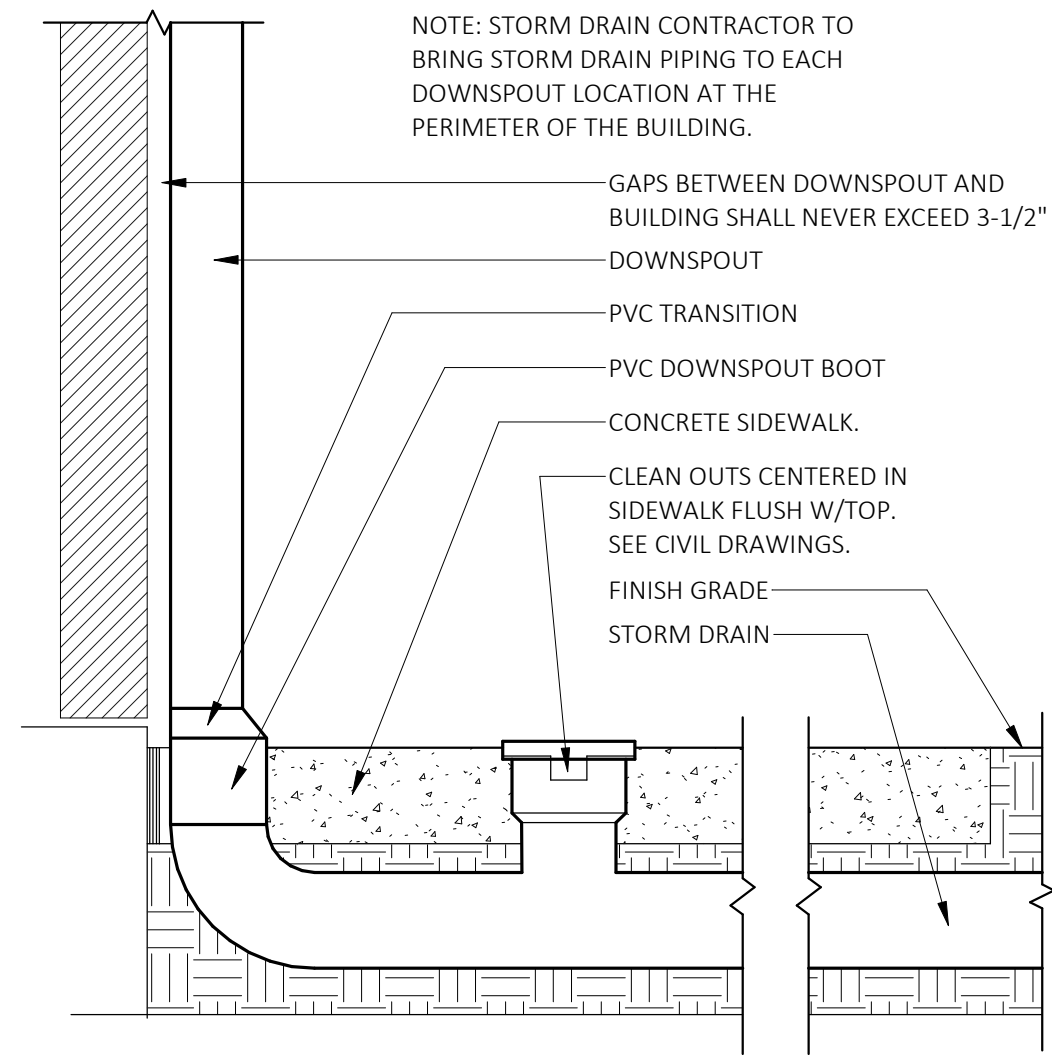 NOTE: STORM DRAIN CONTRACTOR TO
BRING STORM DRAIN PIPING TO EACH
DOWNSPOUT LOCATION AT THE
PERIMETER OF THE BUILDING.
GAPS BETWEEN DOWNSPOUT AND
BUILDING SHALL NEVER EXCEED 3-1/2"
DOWNSPOUT
PVC TRANSITION
PVC DOWNSPOUT BOOT
CONCRETE SIDEWALK.
CLEAN OUTS CENTERED IN
SIDEWALK FLUSH W/TOP.
SEE CIVIL DRAWINGS.
FINISH GRADE
STORM DRAIN